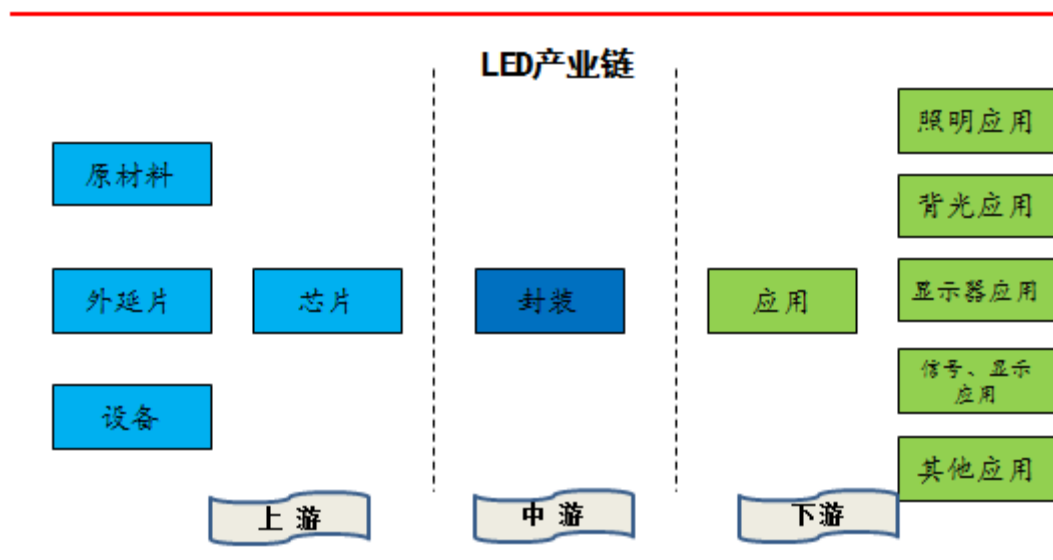 LED产业链
原材料
外延片
设备
芯片
封装
应用
照明应用
背光应用
显示器应用
信号、显示
应用
其他应用
上 游
中 游
下游